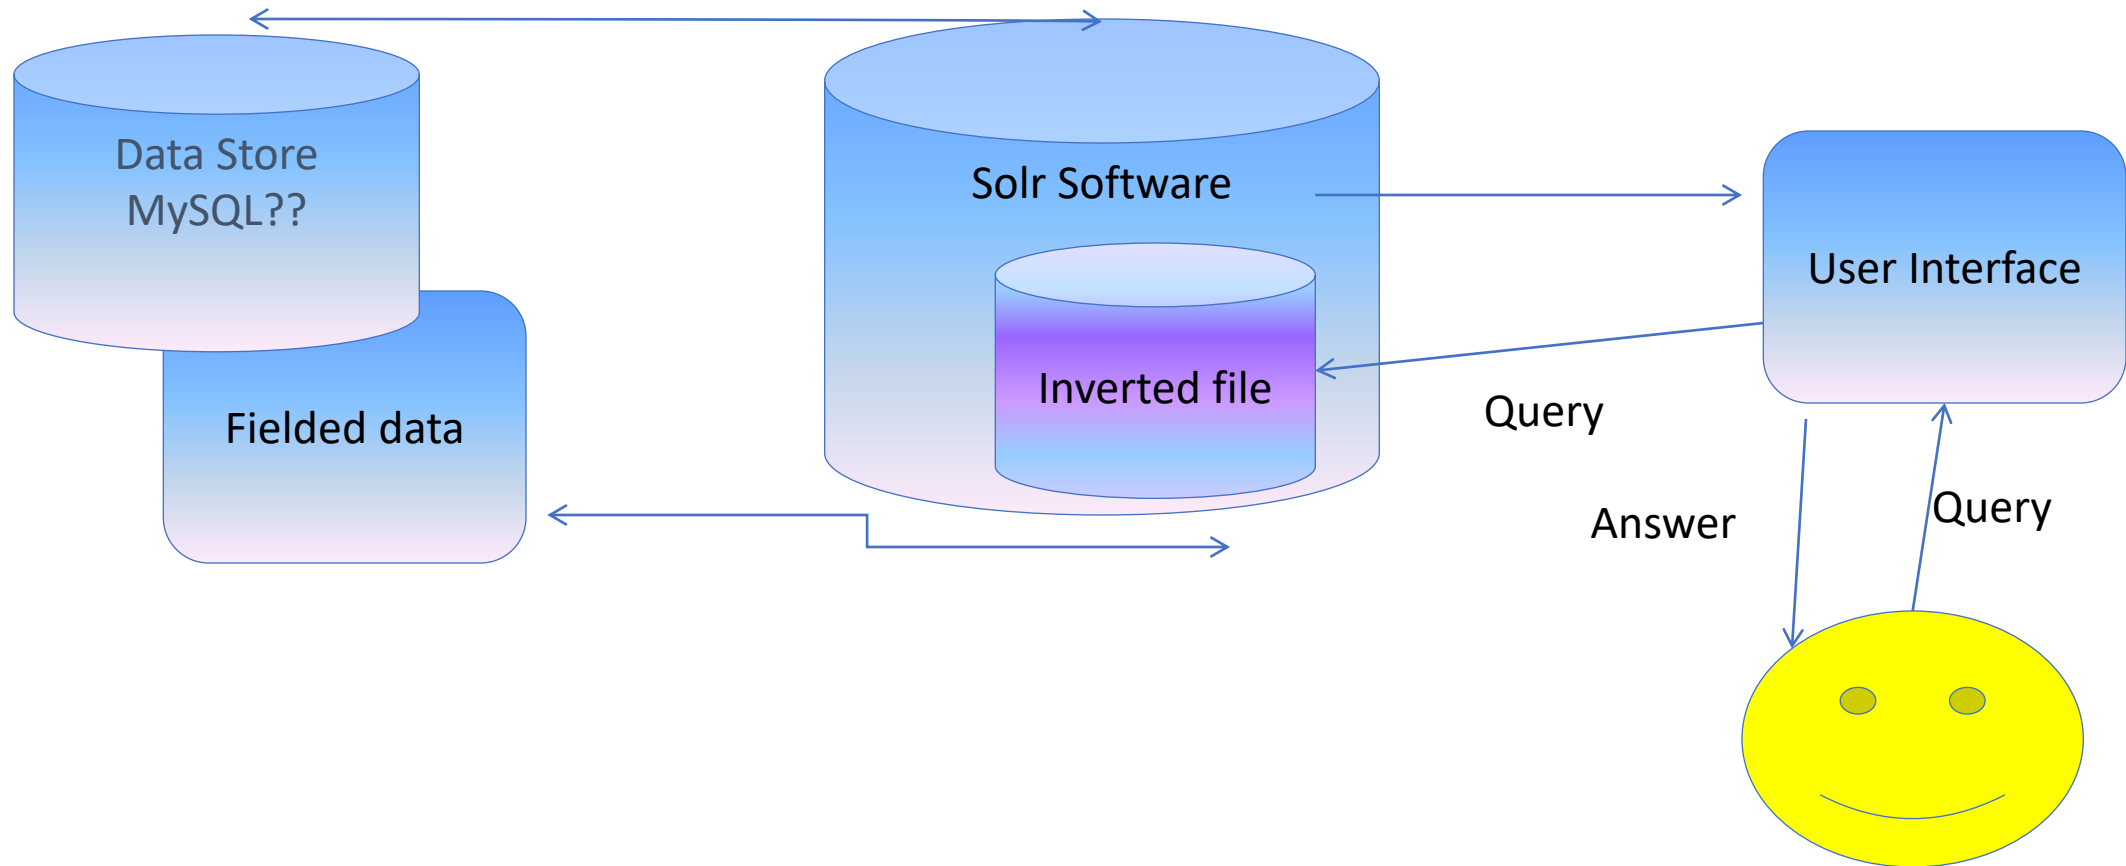 Data Store
MySQL??
Fielded data
Solr Software
Inverted file
User Interface
Query
Answer
Query